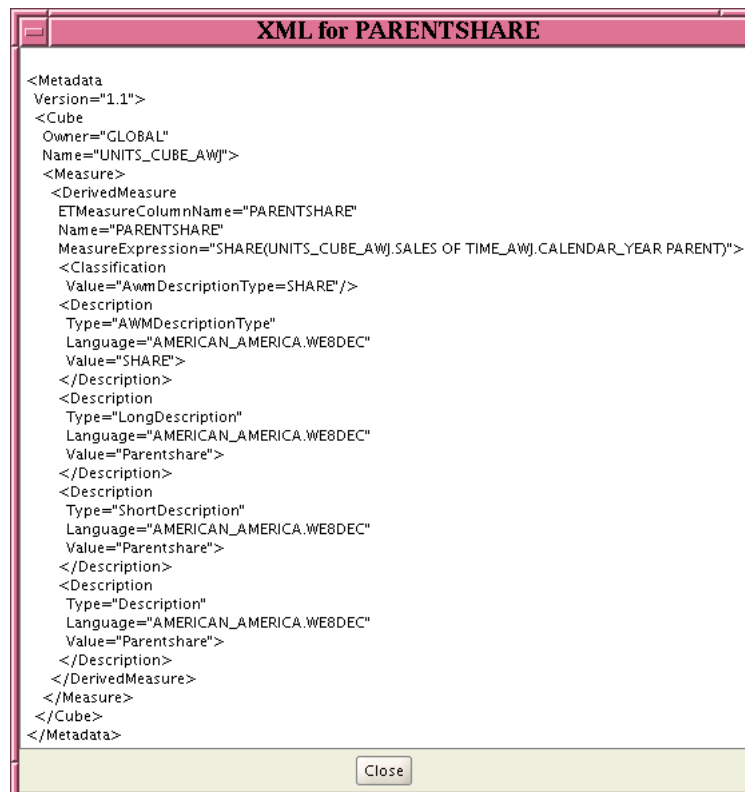 XML for PARENTSHARE
<Metadata
Version="1.1">
<Cube
Owner="GLOBAL"
Name="UNITS_CUBE_AWJ">
<Measure>
<DerivedMeasure
ETMeasureColumnName="PARENTSHARE"
Name="PARENTSHARE"
MeasureExpression="SHARE(UNITS_CUBE_AWJ.SALES OF TIME_AWJ.CALENDAR_YEAR PARENT)">
<Classification
Value="AwmDescriptionType=SHARE"/>
<Description
Type="AWMDescriptionType"
Language="AMERICAN_AMERICA.WE8DEC"
Value="SHARE">
</Description>
<Description
Type="LongDescription"
Language="AMERICAN_AMERICA.WE8DEC"
Value="Parentshare">
</Description>
<Description
Type="ShortDescription"
Language="AMERICAN_AMERICA.WE8DEC"
Value="Parentshare">
</Description>
<Description
Type="Description"
Language="AMERICAN_AMERICA.WE8DEC"
Value="Parentshare">
</Description>
</DerivedMeasure>
</Measure>
</Cube>
</Metadata>
Close